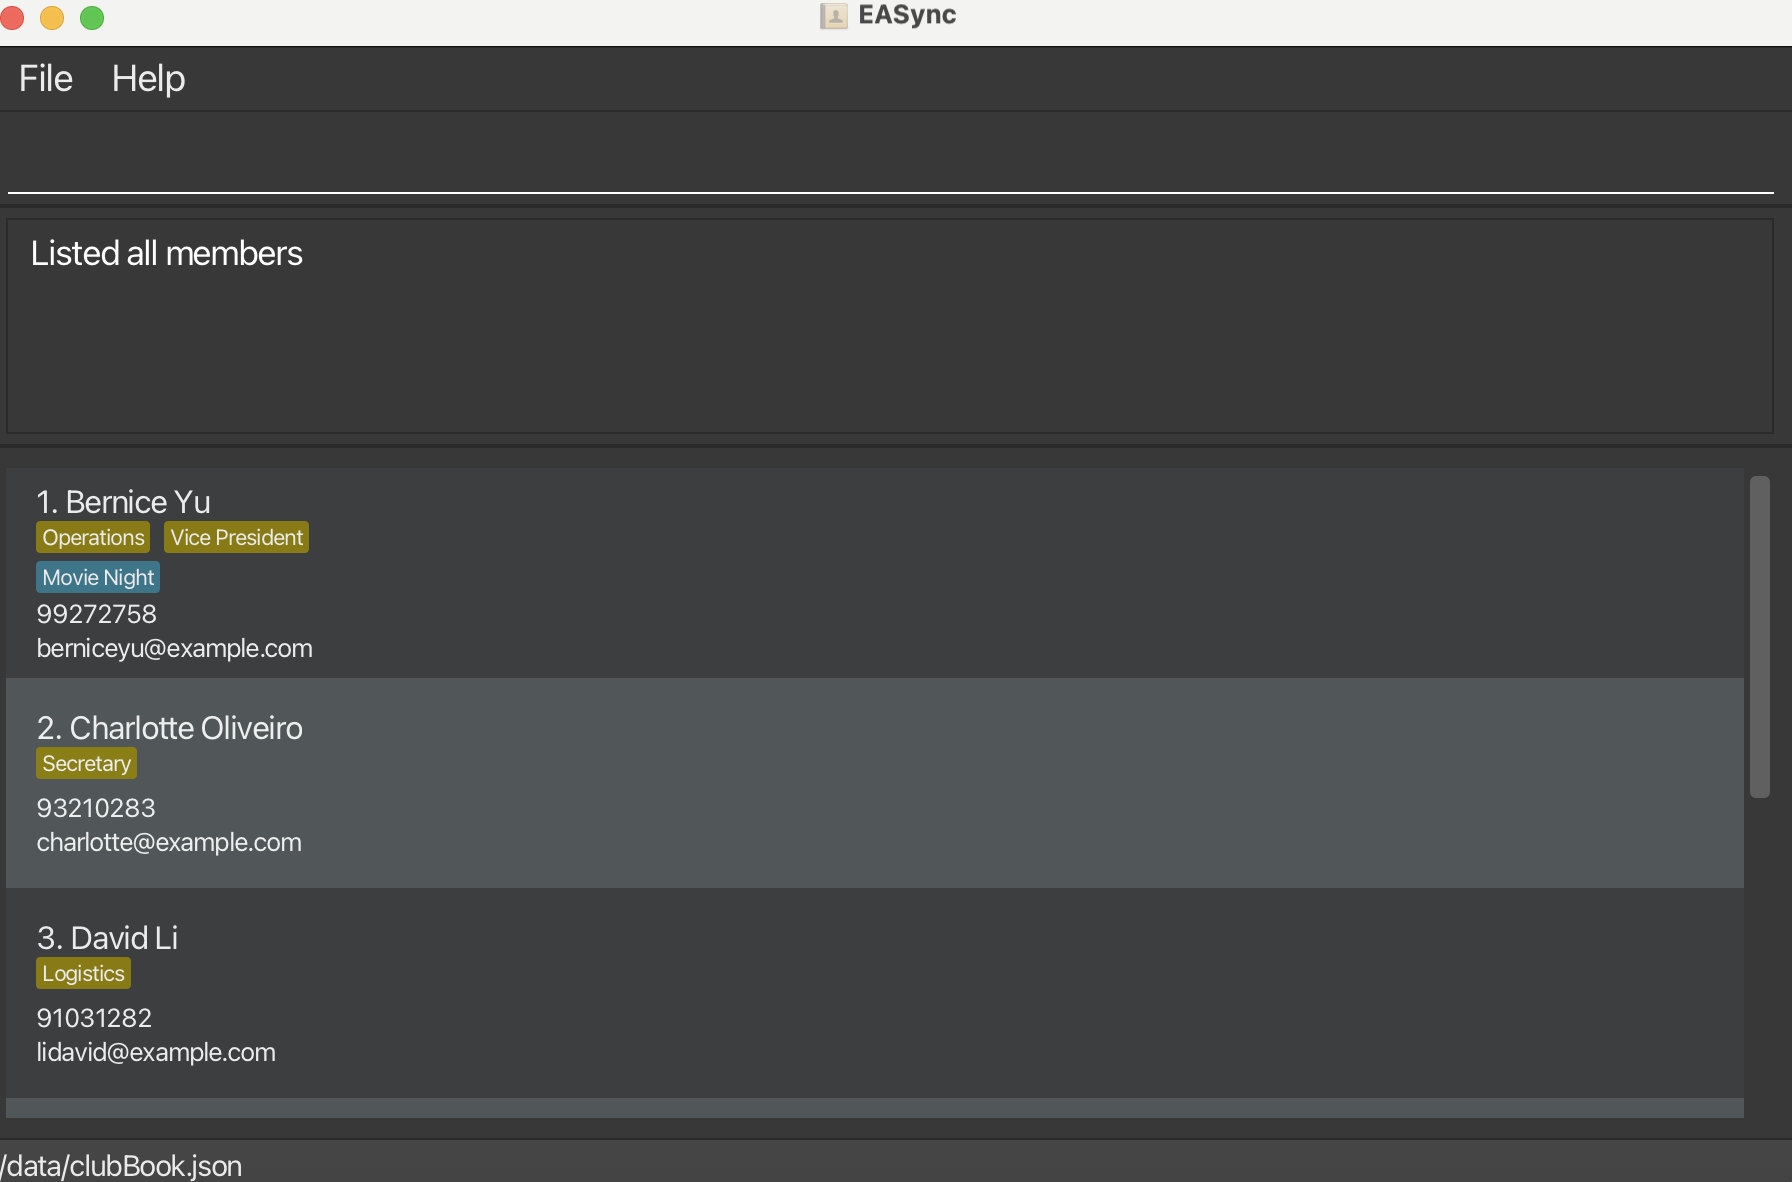 EASync
File Help
Listed all members
1. Bernice Yu
Operations Vice President
Movie Night
99272758
berniceyu@example.com
2. Charlotte Oliveiro
Secretary
93210283
charlotte@example.com
3. David Li
Logistics
91031282
lidavid@example.com
/data/clubBook.json